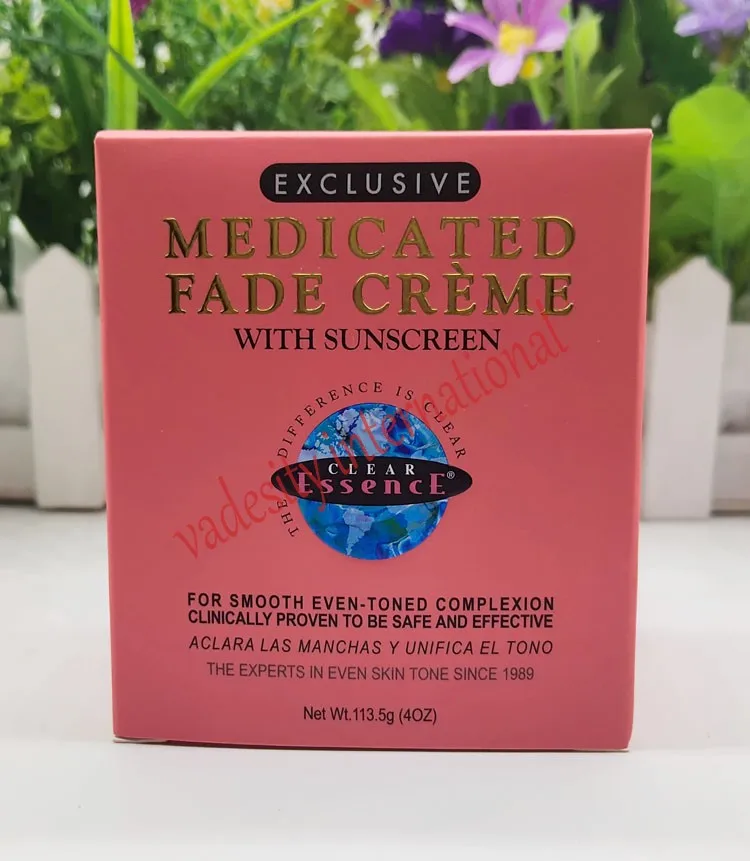 EXCLUSIVE
MEDICATED
FADE CRÈME
WITH SUNSCREEN
THE DIFFERENCE IS CLEAR
CLEAR
EssencE®
vadesity international
FOR SMOOTH EVEN-TONED COMPLEXION
CLINICALLY PROVEN TO BE SAFE AND EFFECTIVE
ACLARA LAS MANCHAS Y UNIFICA EL TONO
THE EXPERTS IN EVEN SKIN TONE SINCE 1989
Net Wt.113.5g (4OZ)